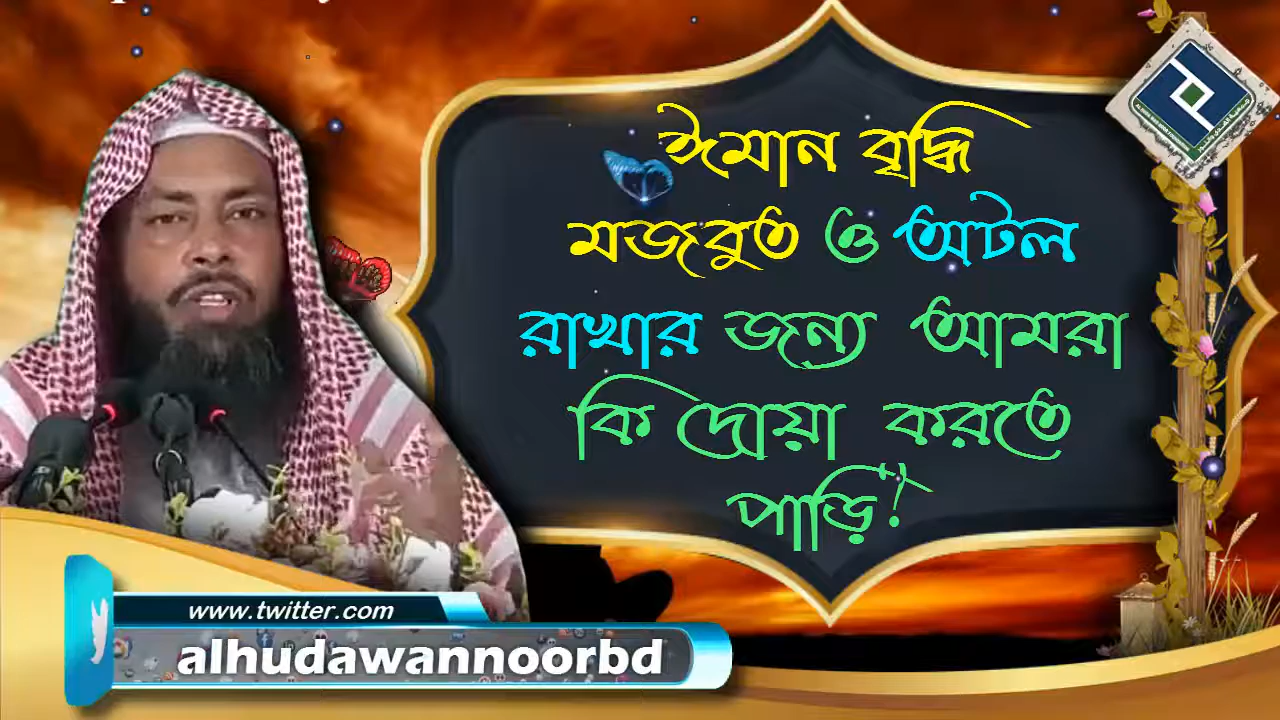 ঈমান বৃদ্ধি
মজবুত ও অটল
রাখার জন্য আমরা
কি দোয়া করতে
পাড়ি?
www.twitter.com
alhudawannoorbd